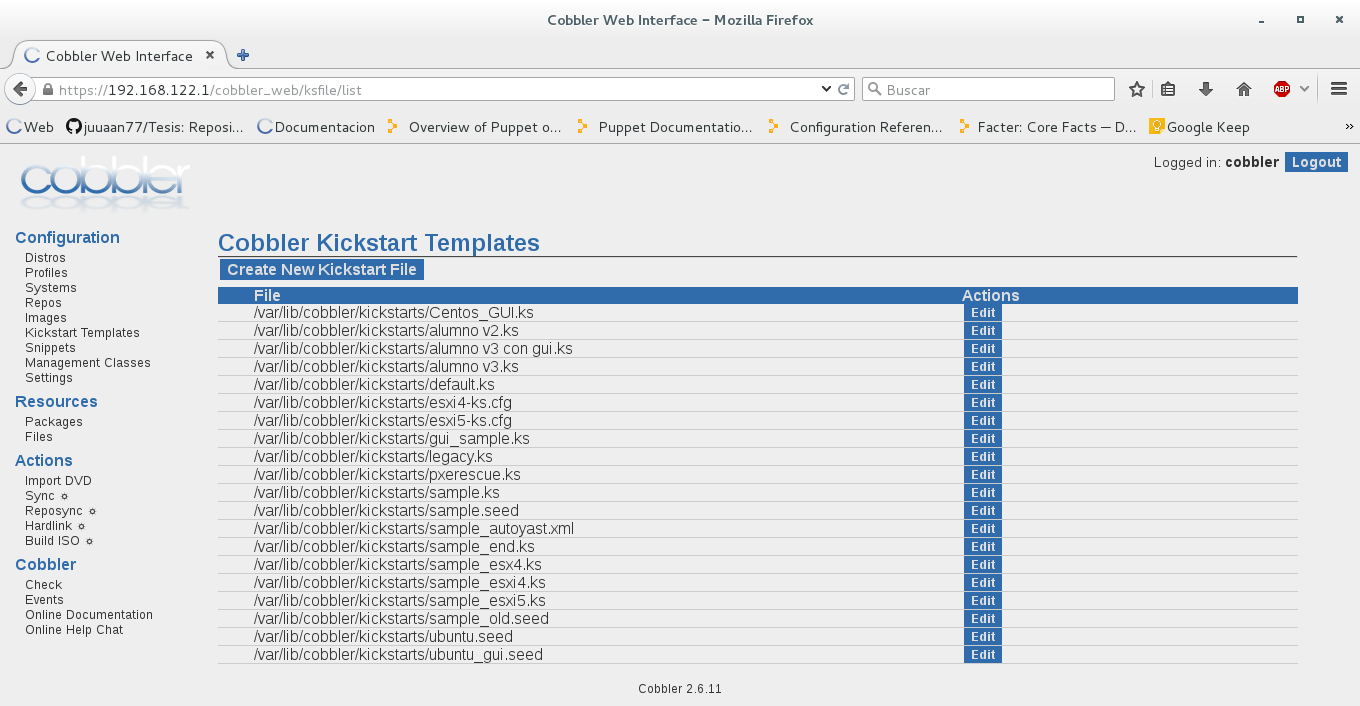 Cobbler Web Interface – Mozilla Firefox
Cobbler Web Interface
https://192.168.122.1/cobbler_web/ksfile/list
Buscar
ABP
Web juuaan77/Tesis: Reposi... Documentacion Overview of Puppet o... Puppet Documentatio... Configuration Referen... Facter: Core Facts — D... Google Keep »
cobbler
Logged in: cobbler Logout
Configuration
Distros
Profiles
Systems
Repos
Images
Kickstart Templates
Snippets
Management Classes
Settings
Resources
Packages
Files
Actions
Import DVD
Sync
Reposync
Hardlink
Build ISO
Cobbler
Check
Events
Online Documentation
Online Help Chat
Cobbler Kickstart Templates
Create New Kickstart File
File Actions
/var/lib/cobbler/kickstarts/Centos_GUI.ks Edit
/var/lib/cobbler/kickstarts/alumno v2.ks Edit
/var/lib/cobbler/kickstarts/alumno v3 con gui.ks Edit
/var/lib/cobbler/kickstarts/alumno v3.ks Edit
/var/lib/cobbler/kickstarts/default.ks Edit
/var/lib/cobbler/kickstarts/esxi4-ks.cfg Edit
/var/lib/cobbler/kickstarts/esxi5-ks.cfg Edit
/var/lib/cobbler/kickstarts/gui_sample.ks Edit
/var/lib/cobbler/kickstarts/legacy.ks Edit
/var/lib/cobbler/kickstarts/pxerescue.ks Edit
/var/lib/cobbler/kickstarts/sample.ks Edit
/var/lib/cobbler/kickstarts/sample.seed Edit
/var/lib/cobbler/kickstarts/sample_autoyast.xml Edit
/var/lib/cobbler/kickstarts/sample_end.ks Edit
/var/lib/cobbler/kickstarts/sample_esx4.ks Edit
/var/lib/cobbler/kickstarts/sample_esxi4.ks Edit
/var/lib/cobbler/kickstarts/sample_esxi5.ks Edit
/var/lib/cobbler/kickstarts/sample_old.seed Edit
/var/lib/cobbler/kickstarts/ubuntu.seed Edit
/var/lib/cobbler/kickstarts/ubuntu_gui.seed Edit
Cobbler 2.6.11